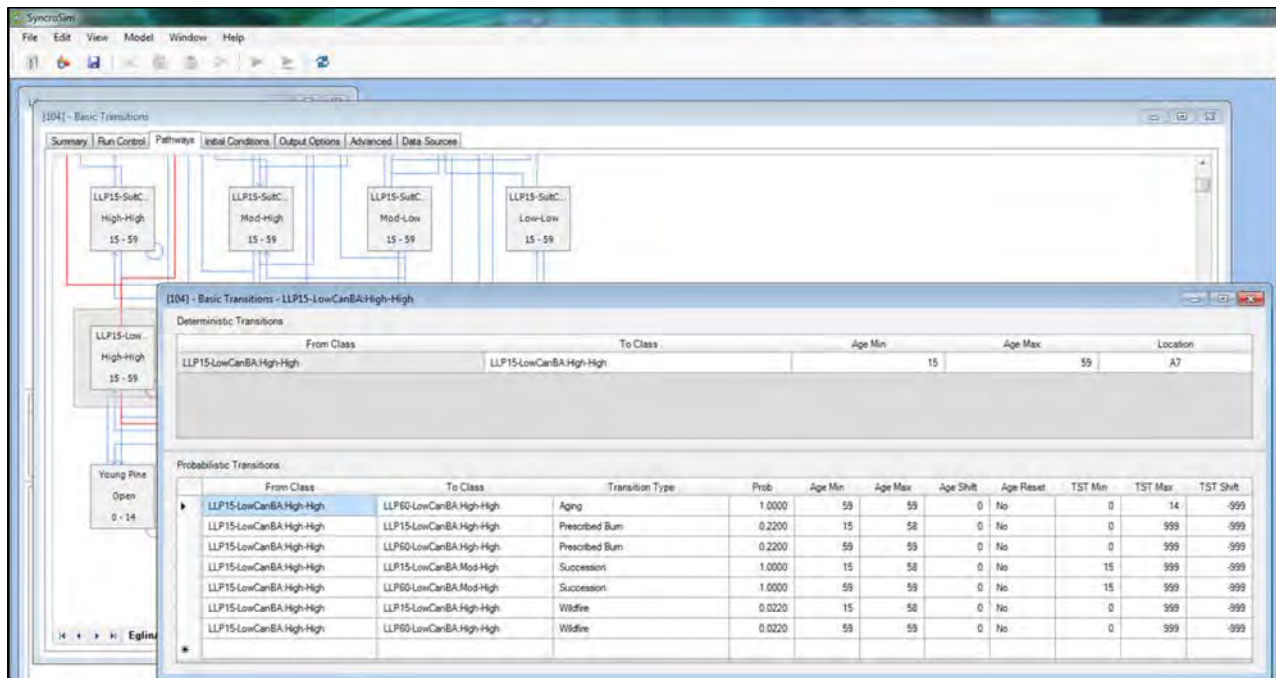 SyncroSim
File Edit View Model Window Help
[104] - Basic Transitions
Summary Run Control Pathways Initial Conditions Output Options Advanced Data Sources
LLP15-SuitC... LLP15-SuitC... LLP15-SuitC... LLP15-SuitC...
High-High Mod-High Mod-Low Low-Low
15 - 59 15 - 59 15 - 59 15 - 59
LLP15-Low...
High-High
15 - 59
Young Pine
Open
0 - 14
Eglin
[104] - Basic Transitions - LLP15-LowCanBA:High-High
Deterministic Transitions
From Class To Class Age Min Age Max Location
LLP15-LowCanBA:High-High LLP15-LowCanBA:High-High 15 59 A7
Probabilistic Transitions
From Class To Class Transition Type Prob Age Min Age Max Age Shift Age Reset TST Min TST Max TST Shift
LLP15-LowCanBA:High-High LLP60-LowCanBA:High-High Aging 1.0000 59 59 0 No 0 14 -999
LLP15-LowCanBA:High-High LLP15-LowCanBA:High-High Prescribed Burn 0.2200 15 58 0 No 0 999 -999
LLP15-LowCanBA:High-High LLP60-LowCanBA:High-High Prescribed Burn 0.2200 59 59 0 No 0 999 -999
LLP15-LowCanBA:High-High LLP15-LowCanBA:Mod-High Succession 1.0000 15 58 0 No 15 999 -999
LLP15-LowCanBA:High-High LLP60-LowCanBA:Mod-High Succession 1.0000 59 59 0 No 15 999 -999
LLP15-LowCanBA:High-High LLP15-LowCanBA:High-High Wildfire 0.0220 15 58 0 No 0 999 -999
LLP15-LowCanBA:High-High LLP60-LowCanBA:High-High Wildfire 0.0220 59 59 0 No 0 999 -999